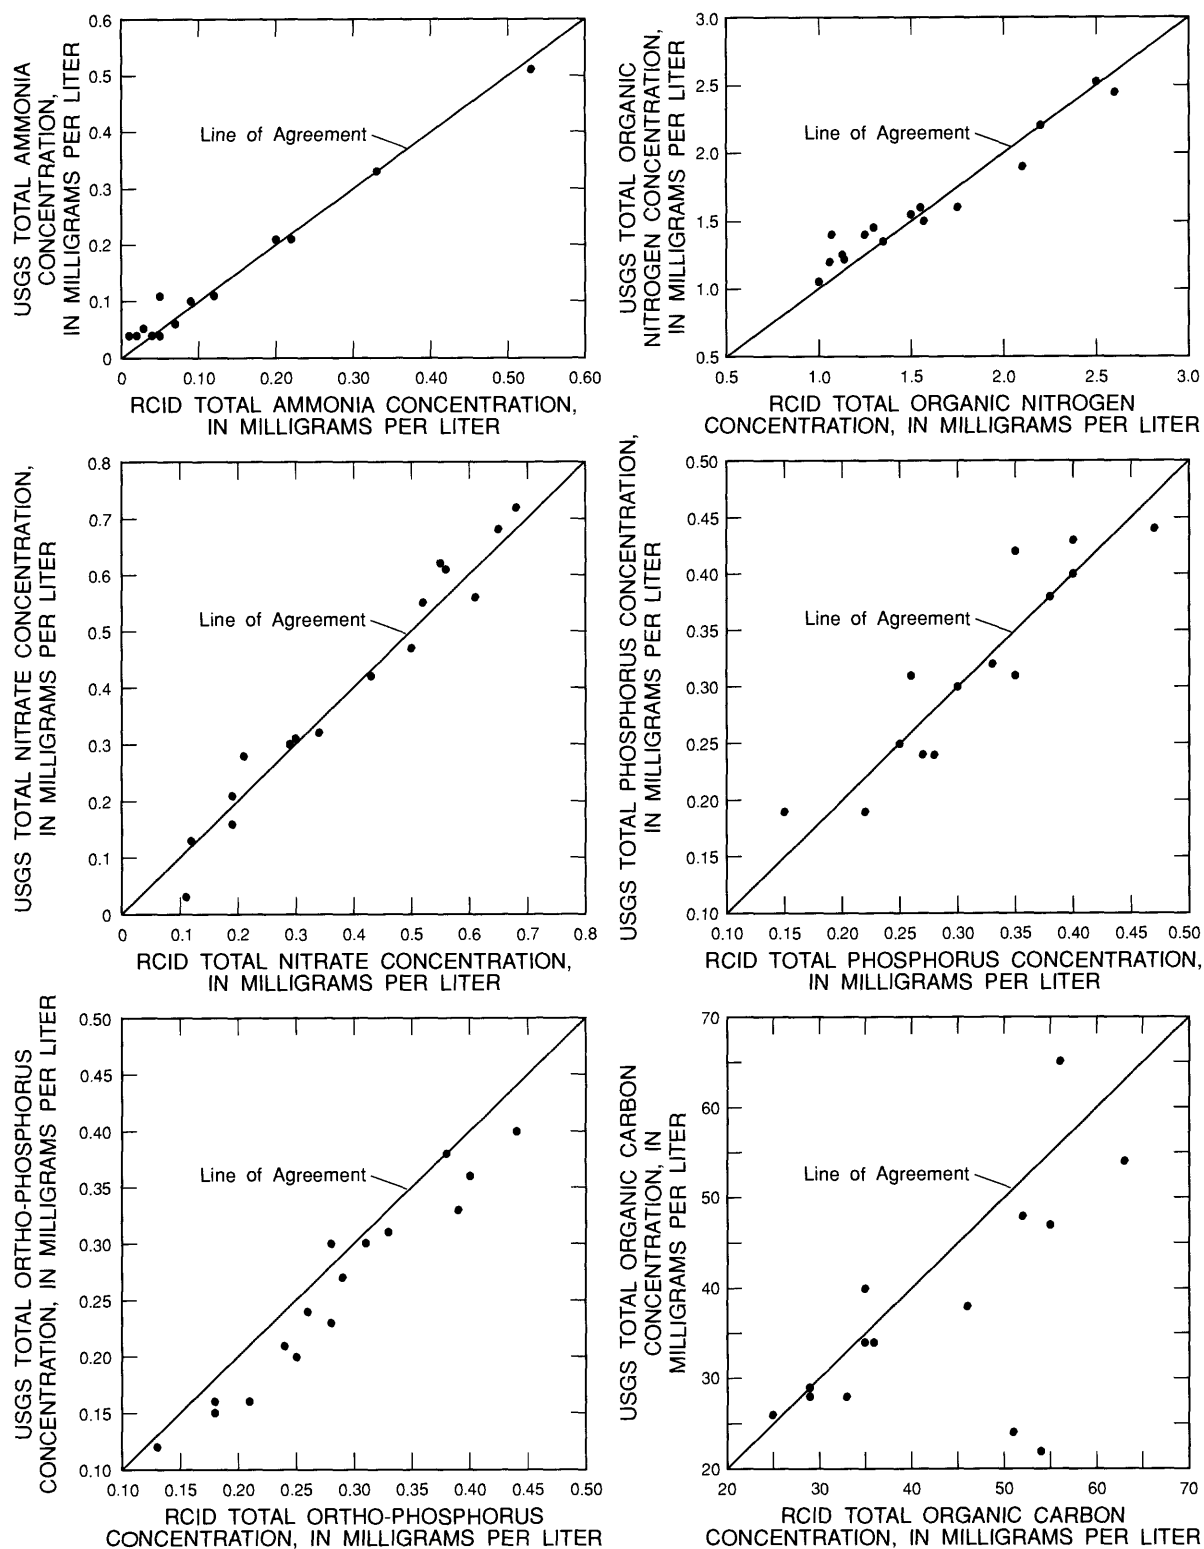 USGS TOTAL AMMONIA
CONCENTRATION,
IN MILLIGRAMS PER LITER
0.6
0.5
0.4
0.3
0.2
0.1
0
Line of Agreement
0 0.10 0.20 0.30 0.40 0.50 0.60
RCID TOTAL AMMONIA CONCENTRATION,
IN MILLIGRAMS PER LITER
USGS TOTAL ORGANIC
NITROGEN CONCENTRATION,
IN MILLIGRAMS PER LITER
3.0
2.5
2.0
1.5
1.0
0.5
Line of Agreement
0.5 1.0 1.5 2.0 2.5 3.0
RCID TOTAL ORGANIC NITROGEN
CONCENTRATION, IN MILLIGRAMS PER LITER
USGS TOTAL NITRATE CONCENTRATION,
IN MILLIGRAMS PER LITER
0.8
0.7
0.6
0.5
0.4
0.3
0.2
0.1
0
Line of Agreement
0 0.1 0.2 0.3 0.4 0.5 0.6 0.7 0.8
RCID TOTAL NITRATE CONCENTRATION,
IN MILLIGRAMS PER LITER
USGS TOTAL PHOSPHORUS CONCENTRATION,
IN MILLIGRAMS PER LITER
0.50
0.45
0.40
0.35
0.30
0.25
0.20
0.15
0.10
Line of Agreement
0.10 0.15 0.20 0.25 0.30 0.35 0.40 0.45 0.50
RCID TOTAL PHOSPHORUS CONCENTRATION,
IN MILLIGRAMS PER LITER
USGS TOTAL ORTHO-PHOSPHORUS
CONCENTRATION, IN MILLIGRAMS PER LITER
0.50
0.45
0.40
0.35
0.30
0.25
0.20
0.15
0.10
Line of Agreement
0.10 0.15 0.20 0.25 0.30 0.35 0.40 0.45 0.50
RCID TOTAL ORTHO-PHOSPHORUS
CONCENTRATION, IN MILLIGRAMS PER LITER
USGS TOTAL ORGANIC CARBON
CONCENTRATION, IN
MILLIGRAMS PER LITER
70
60
50
40
30
20
Line of Agreement
20 30 40 50 60 70
RCID TOTAL ORGANIC CARBON
CONCENTRATION, IN MILLIGRAMS PER LITER